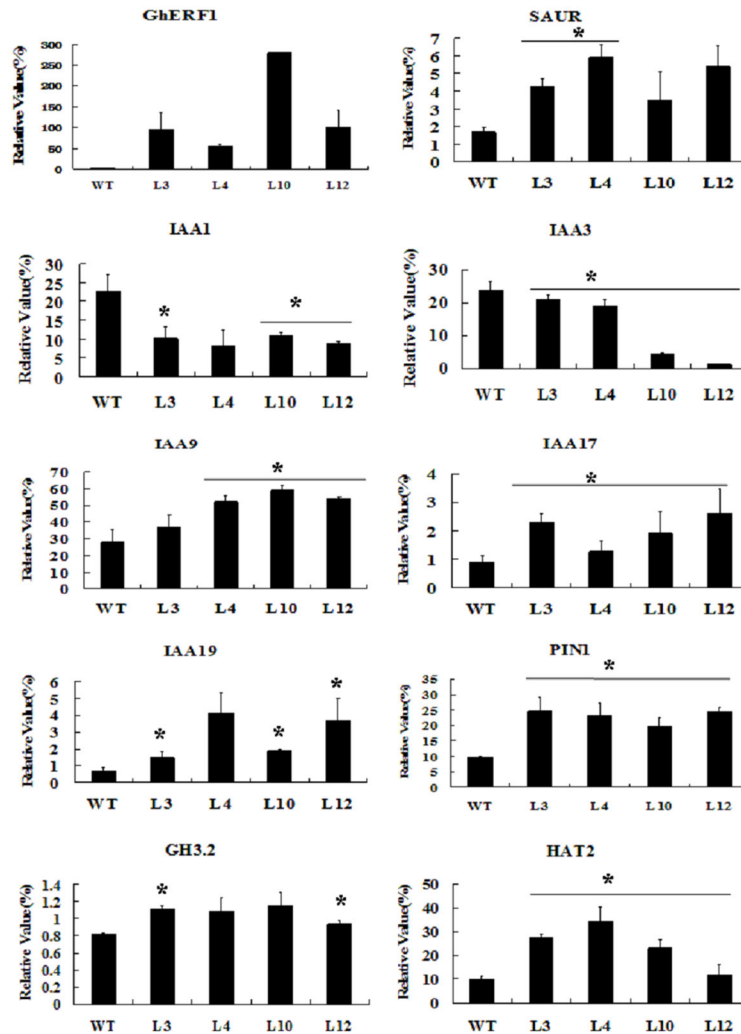 GhERF1
Relative Value(%)
300
250
200
150
100
50
0
WT L3 L4 L10 L12
SAUR
*
Relative Value(%)
7
6
5
4
3
2
1
0
WT L3 L4 L10 L12
IAA1
* *
Relative Value(%)
30
25
20
15
10
5
0
WT L3 L4 L10 L12
IAA3
*
Relative Value(%)
30
20
10
0
WT L3 L4 L10 L12
IAA9
*
Relative Value(%)
70
60
50
40
30
20
10
0
WT L3 L4 L10 L12
IAA17
*
Relative Value(%)
4
3
2
1
0
WT L3 L4 L10 L12
IAA19
* * *
Relative Value(%)
6
5
4
3
2
1
0
WT L3 L4 L10 L12
PIN1
*
Relative Value(%)
35
30
25
20
15
10
5
0
WT L3 L4 L10 L12
GH3.2
* *
Relative Value(%)
1.4
1.2
1
0.8
0.6
0.4
0.2
0
WT L3 L4 L10 L12
HAT2
*
Relative Value(%)
50
40
30
20
10
0
WT L3 L4 L10 L12